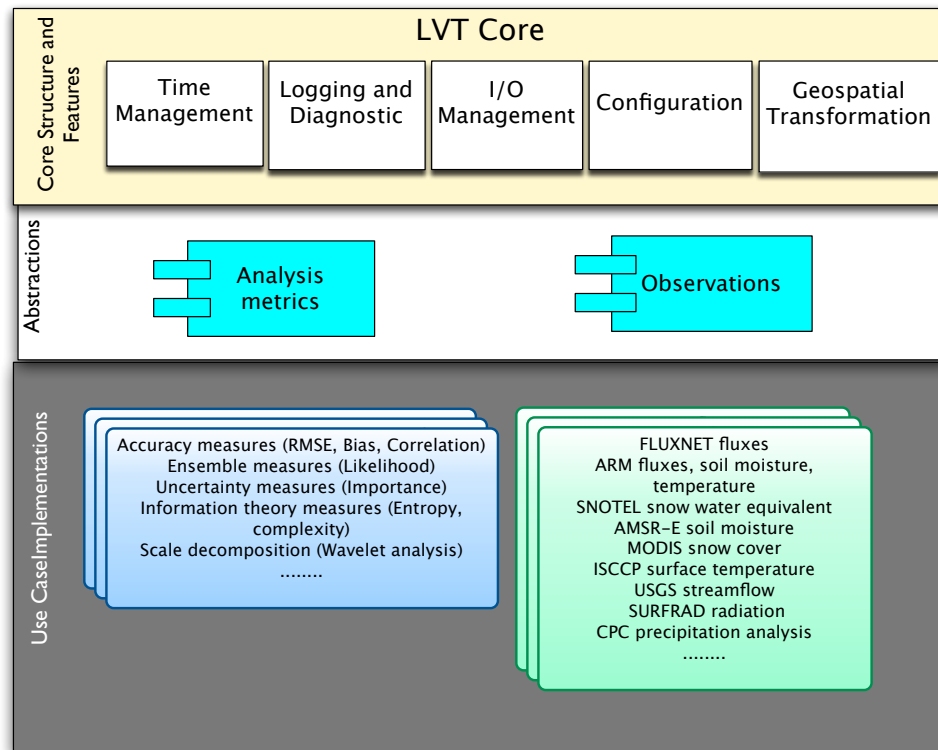 LVT Core
Core Structure and
Features
Time
Management
Logging and
Diagnostic
I/O
Management
Configuration
Geospatial
Transformation
Abstractions
Analysis
metrics
Observations
Use CaseImplementations
Accuracy measures (RMSE, Bias, Correlation)
Ensemble measures (Likelihood)
Uncertainty measures (Importance)
Information theory measures (Entropy,
complexity)
Scale decomposition (Wavelet analysis)
........
FLUXNET fluxes
ARM fluxes, soil moisture,
temperature
SNOTEL snow water equivalent
AMSR-E soil moisture
MODIS snow cover
ISCCP surface temperature
USGS streamflow
SURFRAD radiation
CPC precipitation analysis
........